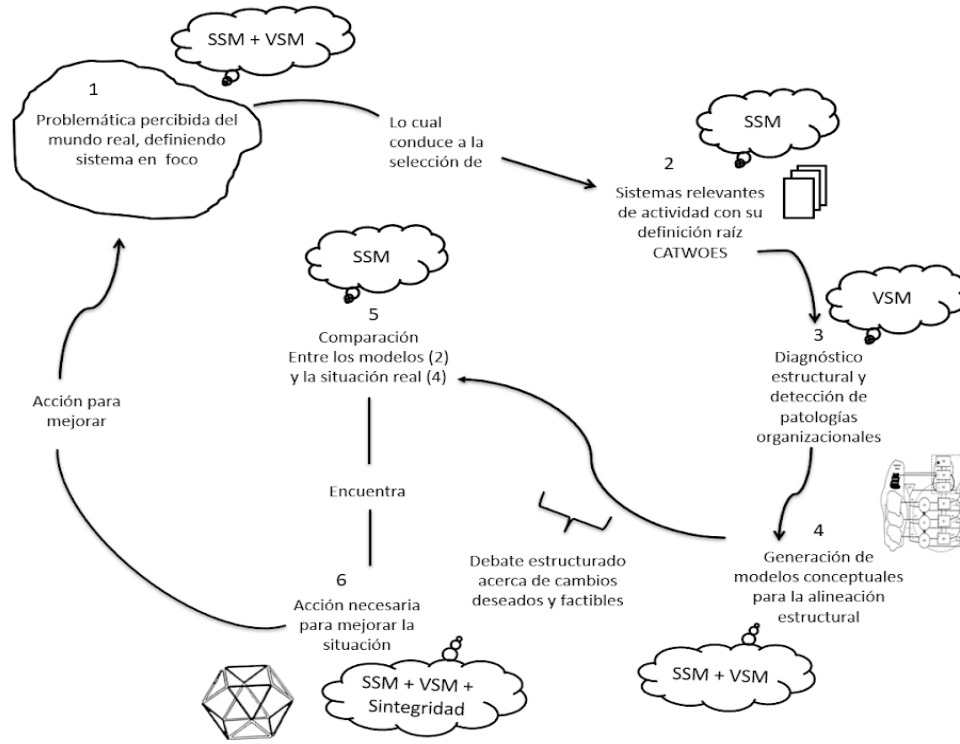 SSM + VSM
1
Problemática percibida del
mundo real, definiendo
sistema en foco
Lo cual
conduce a la
selección de
SSM
2
Sistemas relevantes
de actividad con su
definición raíz
CATWOES
VSM
3
Diagnóstico
estructural y
detección de
patologías
organizacionales
4
Generación de
modelos conceptuales
para la alineación
estructural
SSM + VSM
Debate estructurado
acerca de cambios
deseados y factibles
SSM
5
Comparación
Entre los modelos (2)
y la situación real (4)
Encuentra
6
Acción necesaria
para mejorar la
situación
SSM + VSM +
Sintegridad
Acción para
mejorar